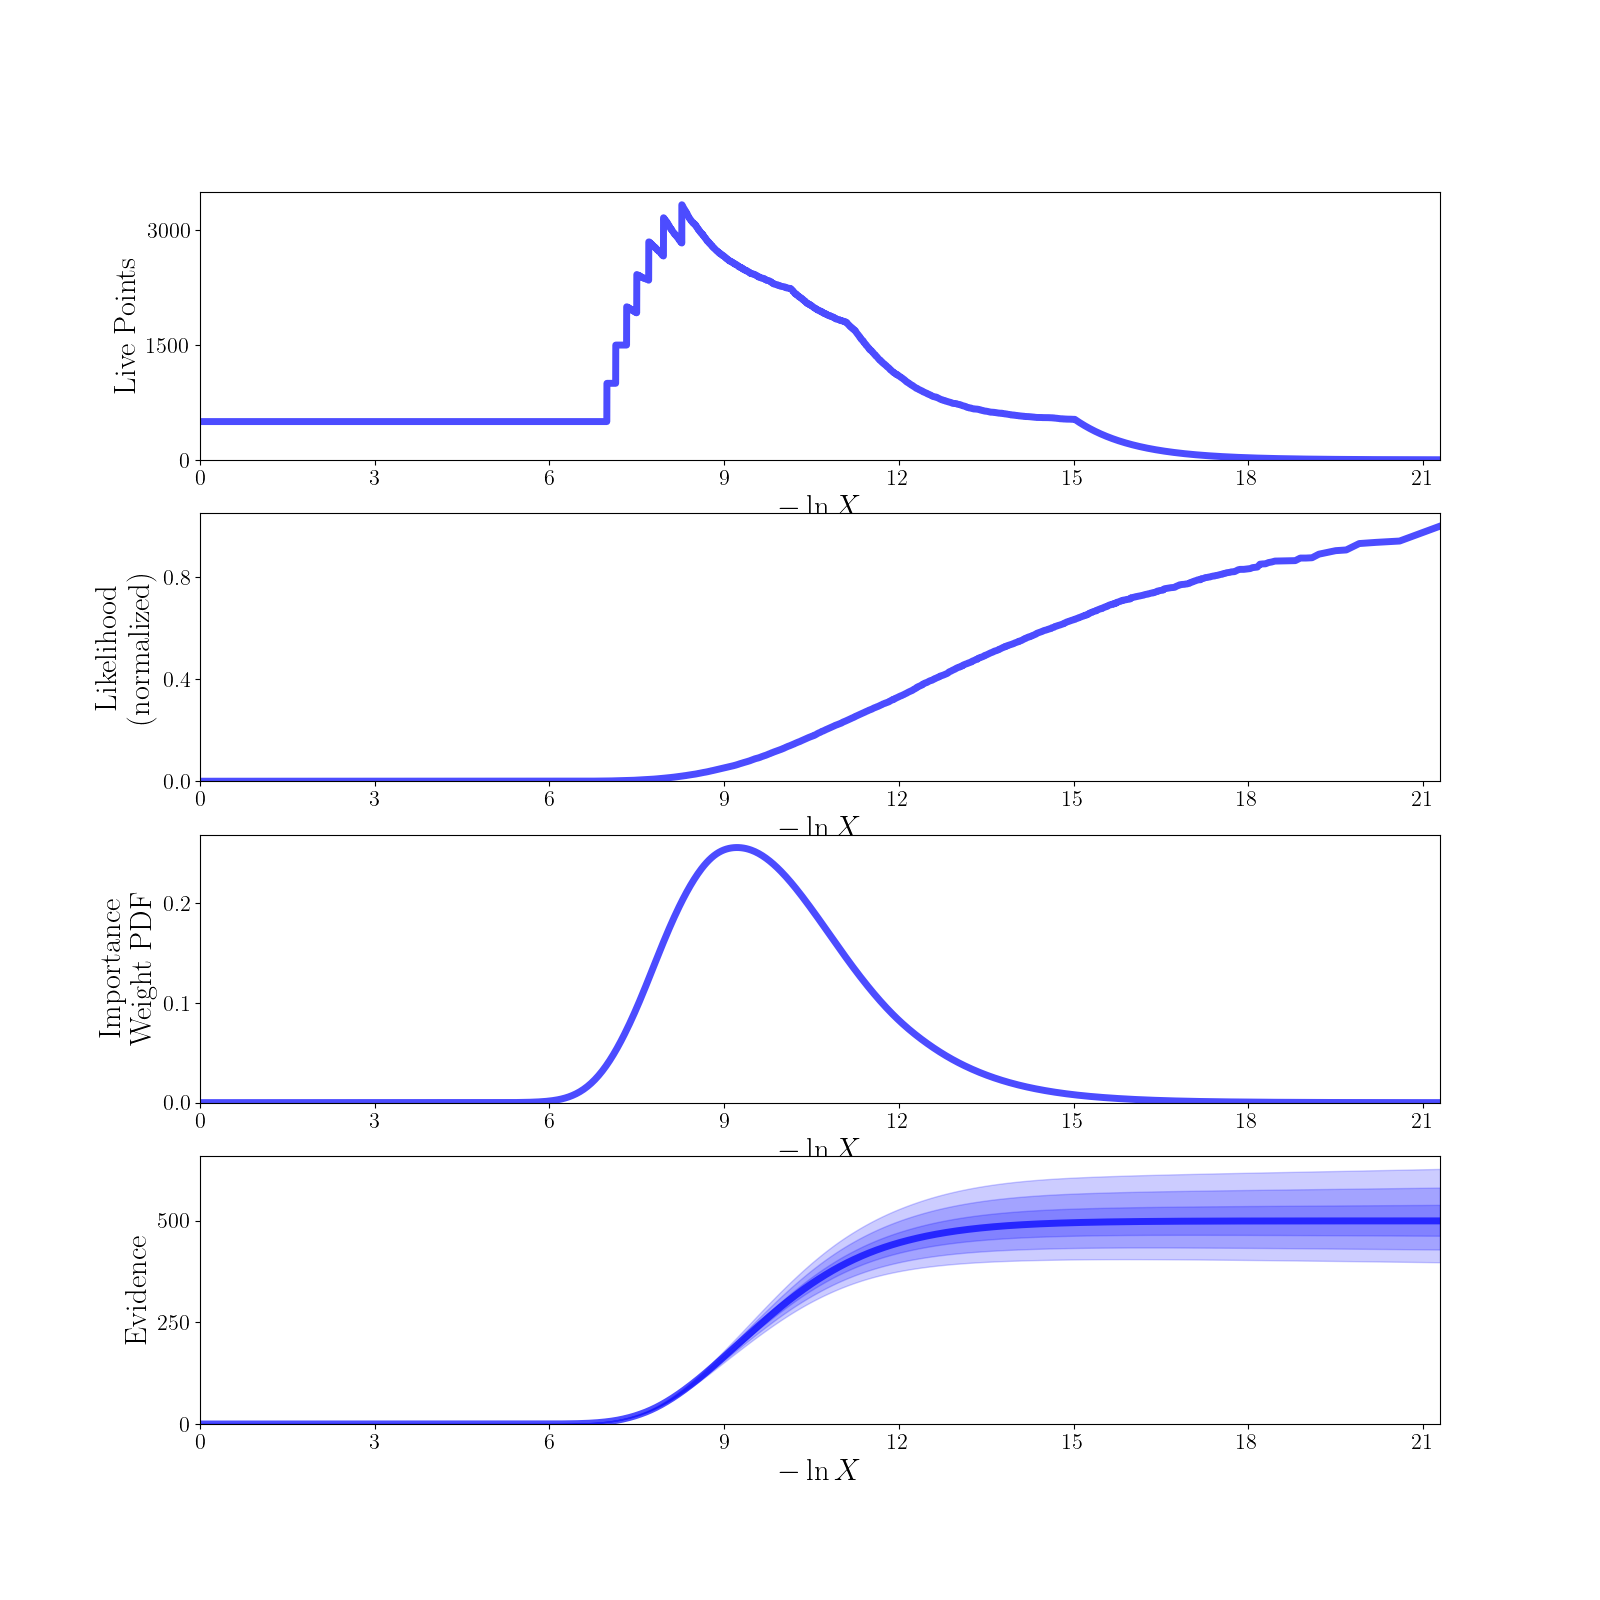 Live Points
3000
1500
0
0 3 6 9 12 15 18 21
− ln X
Likelihood
(normalized)
0.8
0.4
0.0
0 3 6 9 12 15 18 21
− ln X
Importance
Weight PDF
0.2
0.1
0.0
0 3 6 9 12 15 18 21
− ln X
Evidence
500
250
0
0 3 6 9 12 15 18 21
− ln X